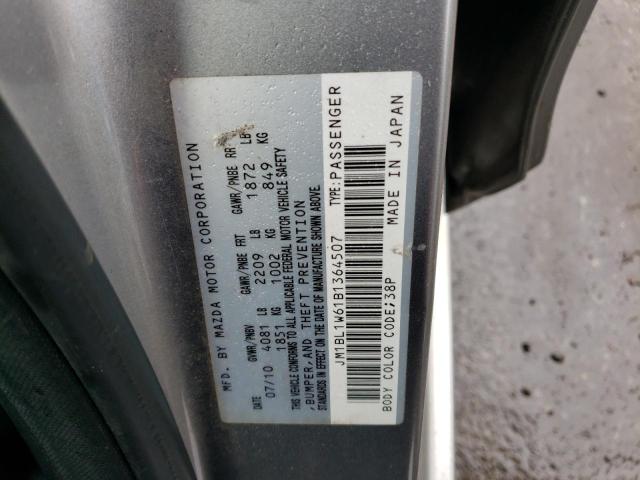 MFD. BY MAZDA MOTOR CORPORATION
DATE GVWR/PNBV GAWR/PNBE FRT GAWR/PNBE RR
07/10 4081 LB 2209 LB 1872 LB
1851 KG 1002 KG 849 KG
THIS VEHICLE CONFORMS TO ALL APPLICABLE FEDERAL MOTOR VEHICLE SAFETY
,BUMPER,AND THEFT PREVENTION
STANDARDS IN EFFECT ON THE DATE OF MANUFACTURE SHOWN ABOVE.
JM1BL1W61B1364507 TYPE:PASSENGER
BODY COLOR CODE:38P MADE IN JAPAN